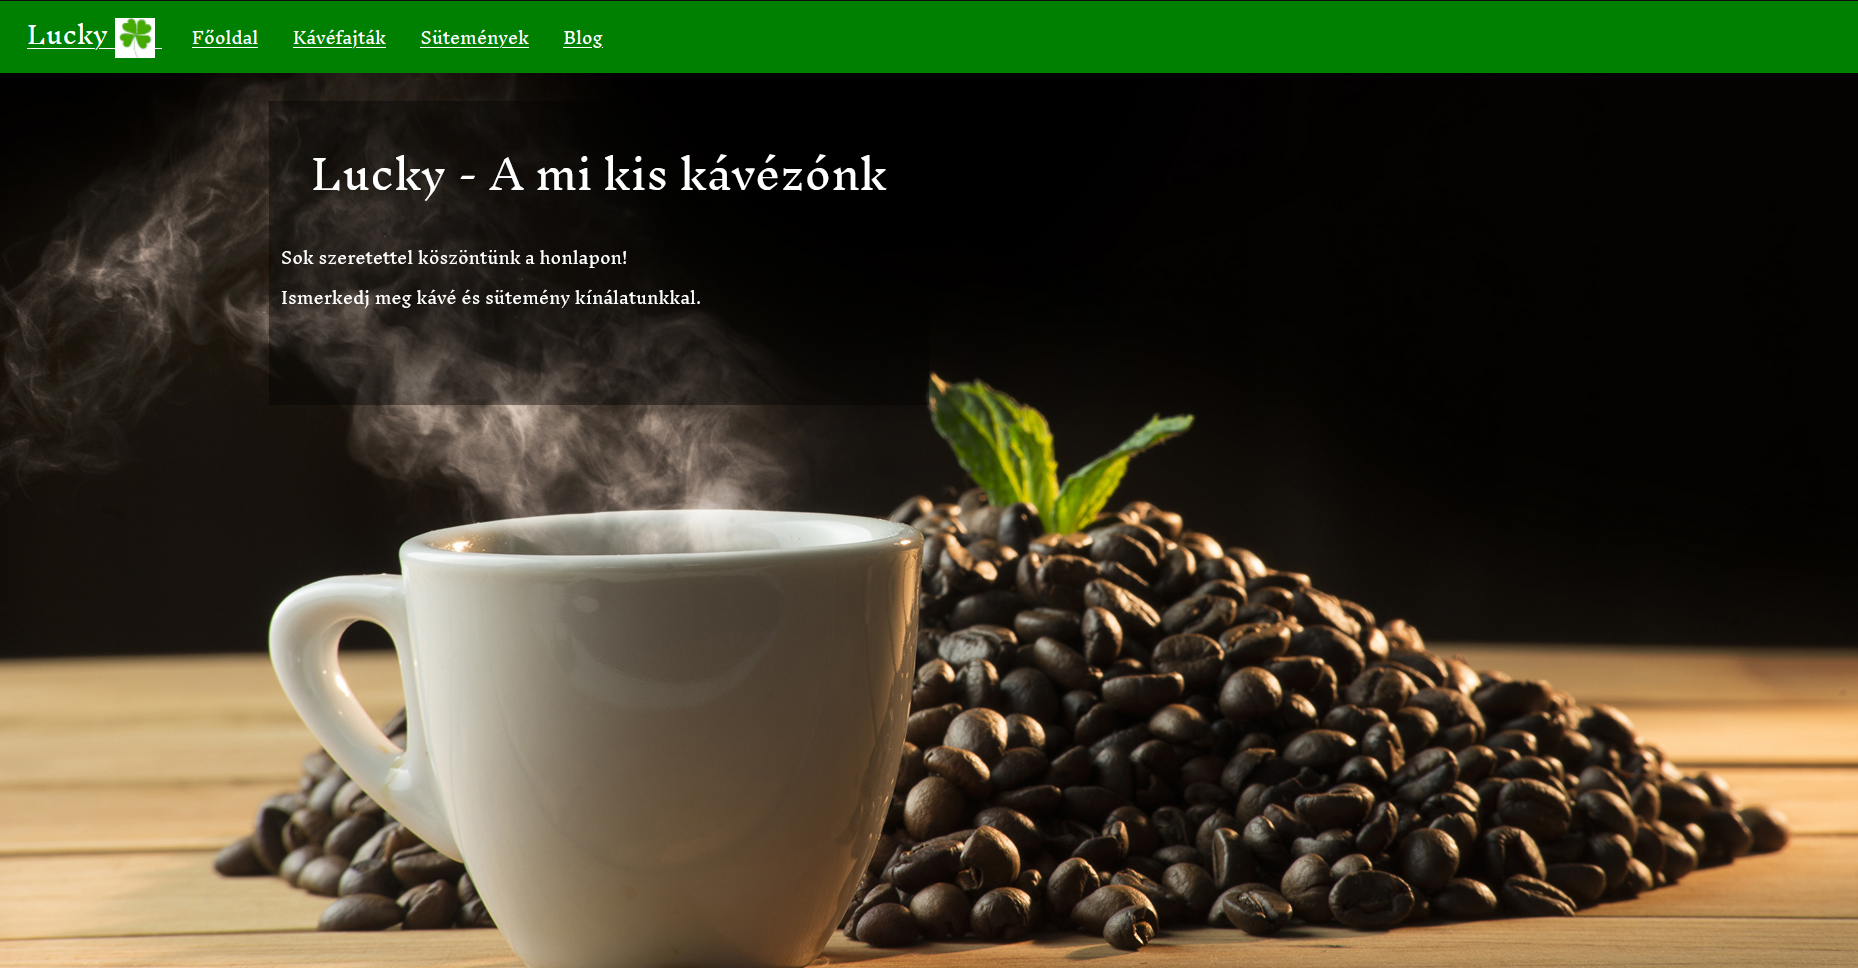 Lucky
Főoldal Kávéfajták Sütemények Blog
Lucky - A mi kis kávézónk
Sok szeretettel köszöntünk a honlapon!
Ismerkedj meg kávé és sütemény kínálatunkkal.